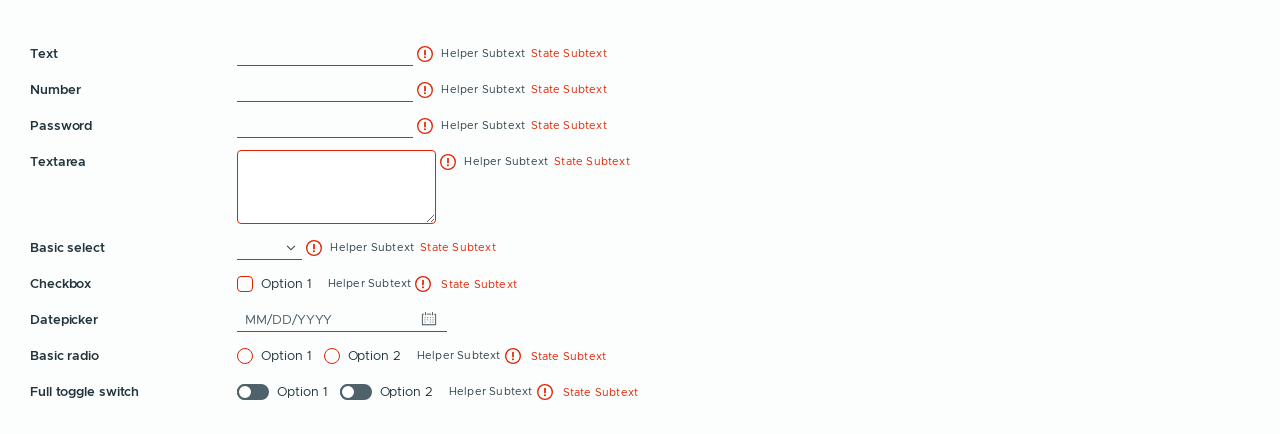 Text Helper Subtext State Subtext
Number Helper Subtext State Subtext
Password Helper Subtext State Subtext
Textarea Helper Subtext State Subtext
Basic select Helper Subtext State Subtext
Checkbox Option 1 Helper Subtext State Subtext
Datepicker MM/DD/YYYY
Basic radio Option 1 Option 2 Helper Subtext State Subtext
Full toggle switch Option 1 Option 2 Helper Subtext State Subtext